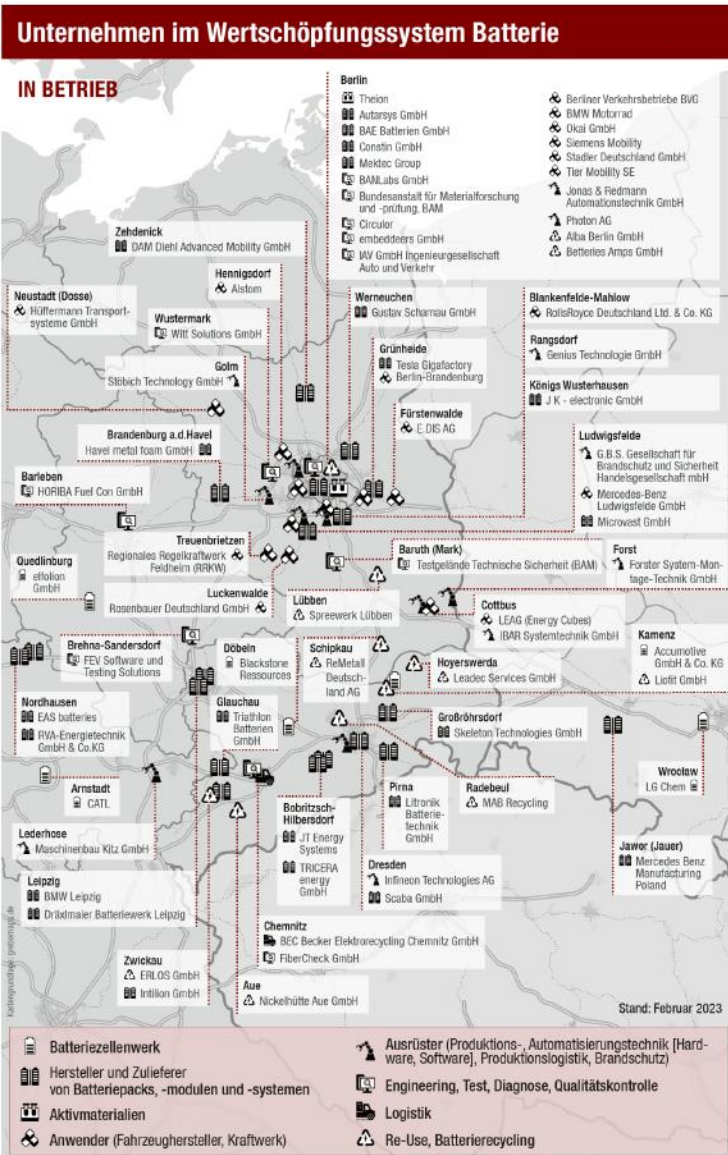 Unternehmen im Wertschöpfungssystem Batterie
IN BETRIEB
Berlin
Theion
Autarsys GmbH
BAE Batterien GmbH
Constin GmbH
Mektec Group
BANLabs GmbH
Bundesanstalt für Materialforschung
und -prüfung, BAM
Circulor
embeddeers GmbH
IAV GmbH Ingenieurgesellschaft
Auto und Verkehr
Berliner Verkehrsbetriebe BVG
BMW Motorrad
Okai GmbH
Siemens Mobility
Stadler Deutschland GmbH
Tier Mobility SE
Jonas & Redmann
Automationstechnik GmbH
Photon AG
Alba Berlin GmbH
Betteries Amps GmbH
Zehdenick
DAM Diehl Advanced Mobility GmbH
Hennigsdorf
Alstom
Neustadt (Dosse)
Hüffermann Transport-
systeme GmbH
Wustermark
Witt Solutions GmbH
Golm
Stöbich Technology GmbH
Werneuchen
Gustav Scharnau GmbH
Grünheide
Tesla Gigafactory
Berlin-Brandenburg
Fürstenwalde
E.DIS AG
Blankenfelde-Mahlow
RollsRoyce Deutschland Ltd. & Co. KG
Rangsdorf
Genius Technologie GmbH
Königs Wusterhausen
J K - electronic GmbH
Ludwigsfelde
G.B.S. Gesellschaft für
Brandschutz und Sicherheit
Handelsgesellschaft mbH
Mercedes-Benz
Ludwigsfelde GmbH
Microvast GmbH
Brandenburg a.d.Havel
Havel metal foam GmbH
Barleben
HORIBA Fuel Con GmbH
Treuenbrietzen
Regionales Regelkraftwerk
Feldheim (RRKW)
Luckenwalde
Rosenbauer Deutschland GmbH
Baruth (Mark)
Testgelände Technische Sicherheit (BAM)
Forst
Forster System-Mon-
tage-Technik GmbH
Quedlinburg
elfolion
GmbH
Lübben
Spreewerk Lübben
Cottbus
LEAG (Energy Cubes)
IBAR Systemtechnik GmbH
Kamenz
Accumotive
GmbH & Co. KG
Liofit GmbH
Brehna-Sandersdorf
FEV Software und
Testing Solutions
Döbeln
Blackstone
Ressources
Schipkau
ReMetall
Deutsch-
land AG
Hoyerswerda
Leadec Services GmbH
Nordhausen
EAS batteries
RVA-Energietechnik
GmbH & Co.KG
Glauchau
Triathlon
Batterien
GmbH
Großröhrsdorf
Skeleton Technologies GmbH
Arnstadt
CATL
Wrocław
LG Chem
Lederhose
Maschinenbau Kitz GmbH
Bobritzsch-
Hilbersdorf
JT Energy
Systems
TRICERA
energy
GmbH
Pirna
Litronik
Batterie-
technik
GmbH
Radebeul
MAB Recycling
Jawor (Jauer)
Mercedes Benz
Manufacturing
Poland
Leipzig
BMW Leipzig
Dräxlmaier Batteriewerk Leipzig
Dresden
Infineon Technologies AG
Scaba GmbH
Chemnitz
BEC Becker Elektrorecycling Chemnitz GmbH
FiberCheck GmbH
Zwickau
ERLOS GmbH
Intilion GmbH
Aue
Nickelhütte Aue GmbH
Kartengrundlage: grebemaps.de
Stand: Februar 2023
Batteriezellenwerk
Hersteller und Zulieferer
von Batteriepacks, -modulen und -systemen
Aktivmaterialien
Anwender (Fahrzeughersteller, Kraftwerk)
Ausrüster (Produktions-, Automatisierungstechnik [Hard-
ware, Software], Produktionslogistik, Brandschutz)
Engineering, Test, Diagnose, Qualitätskontrolle
Logistik
Re-Use, Batterierecycling